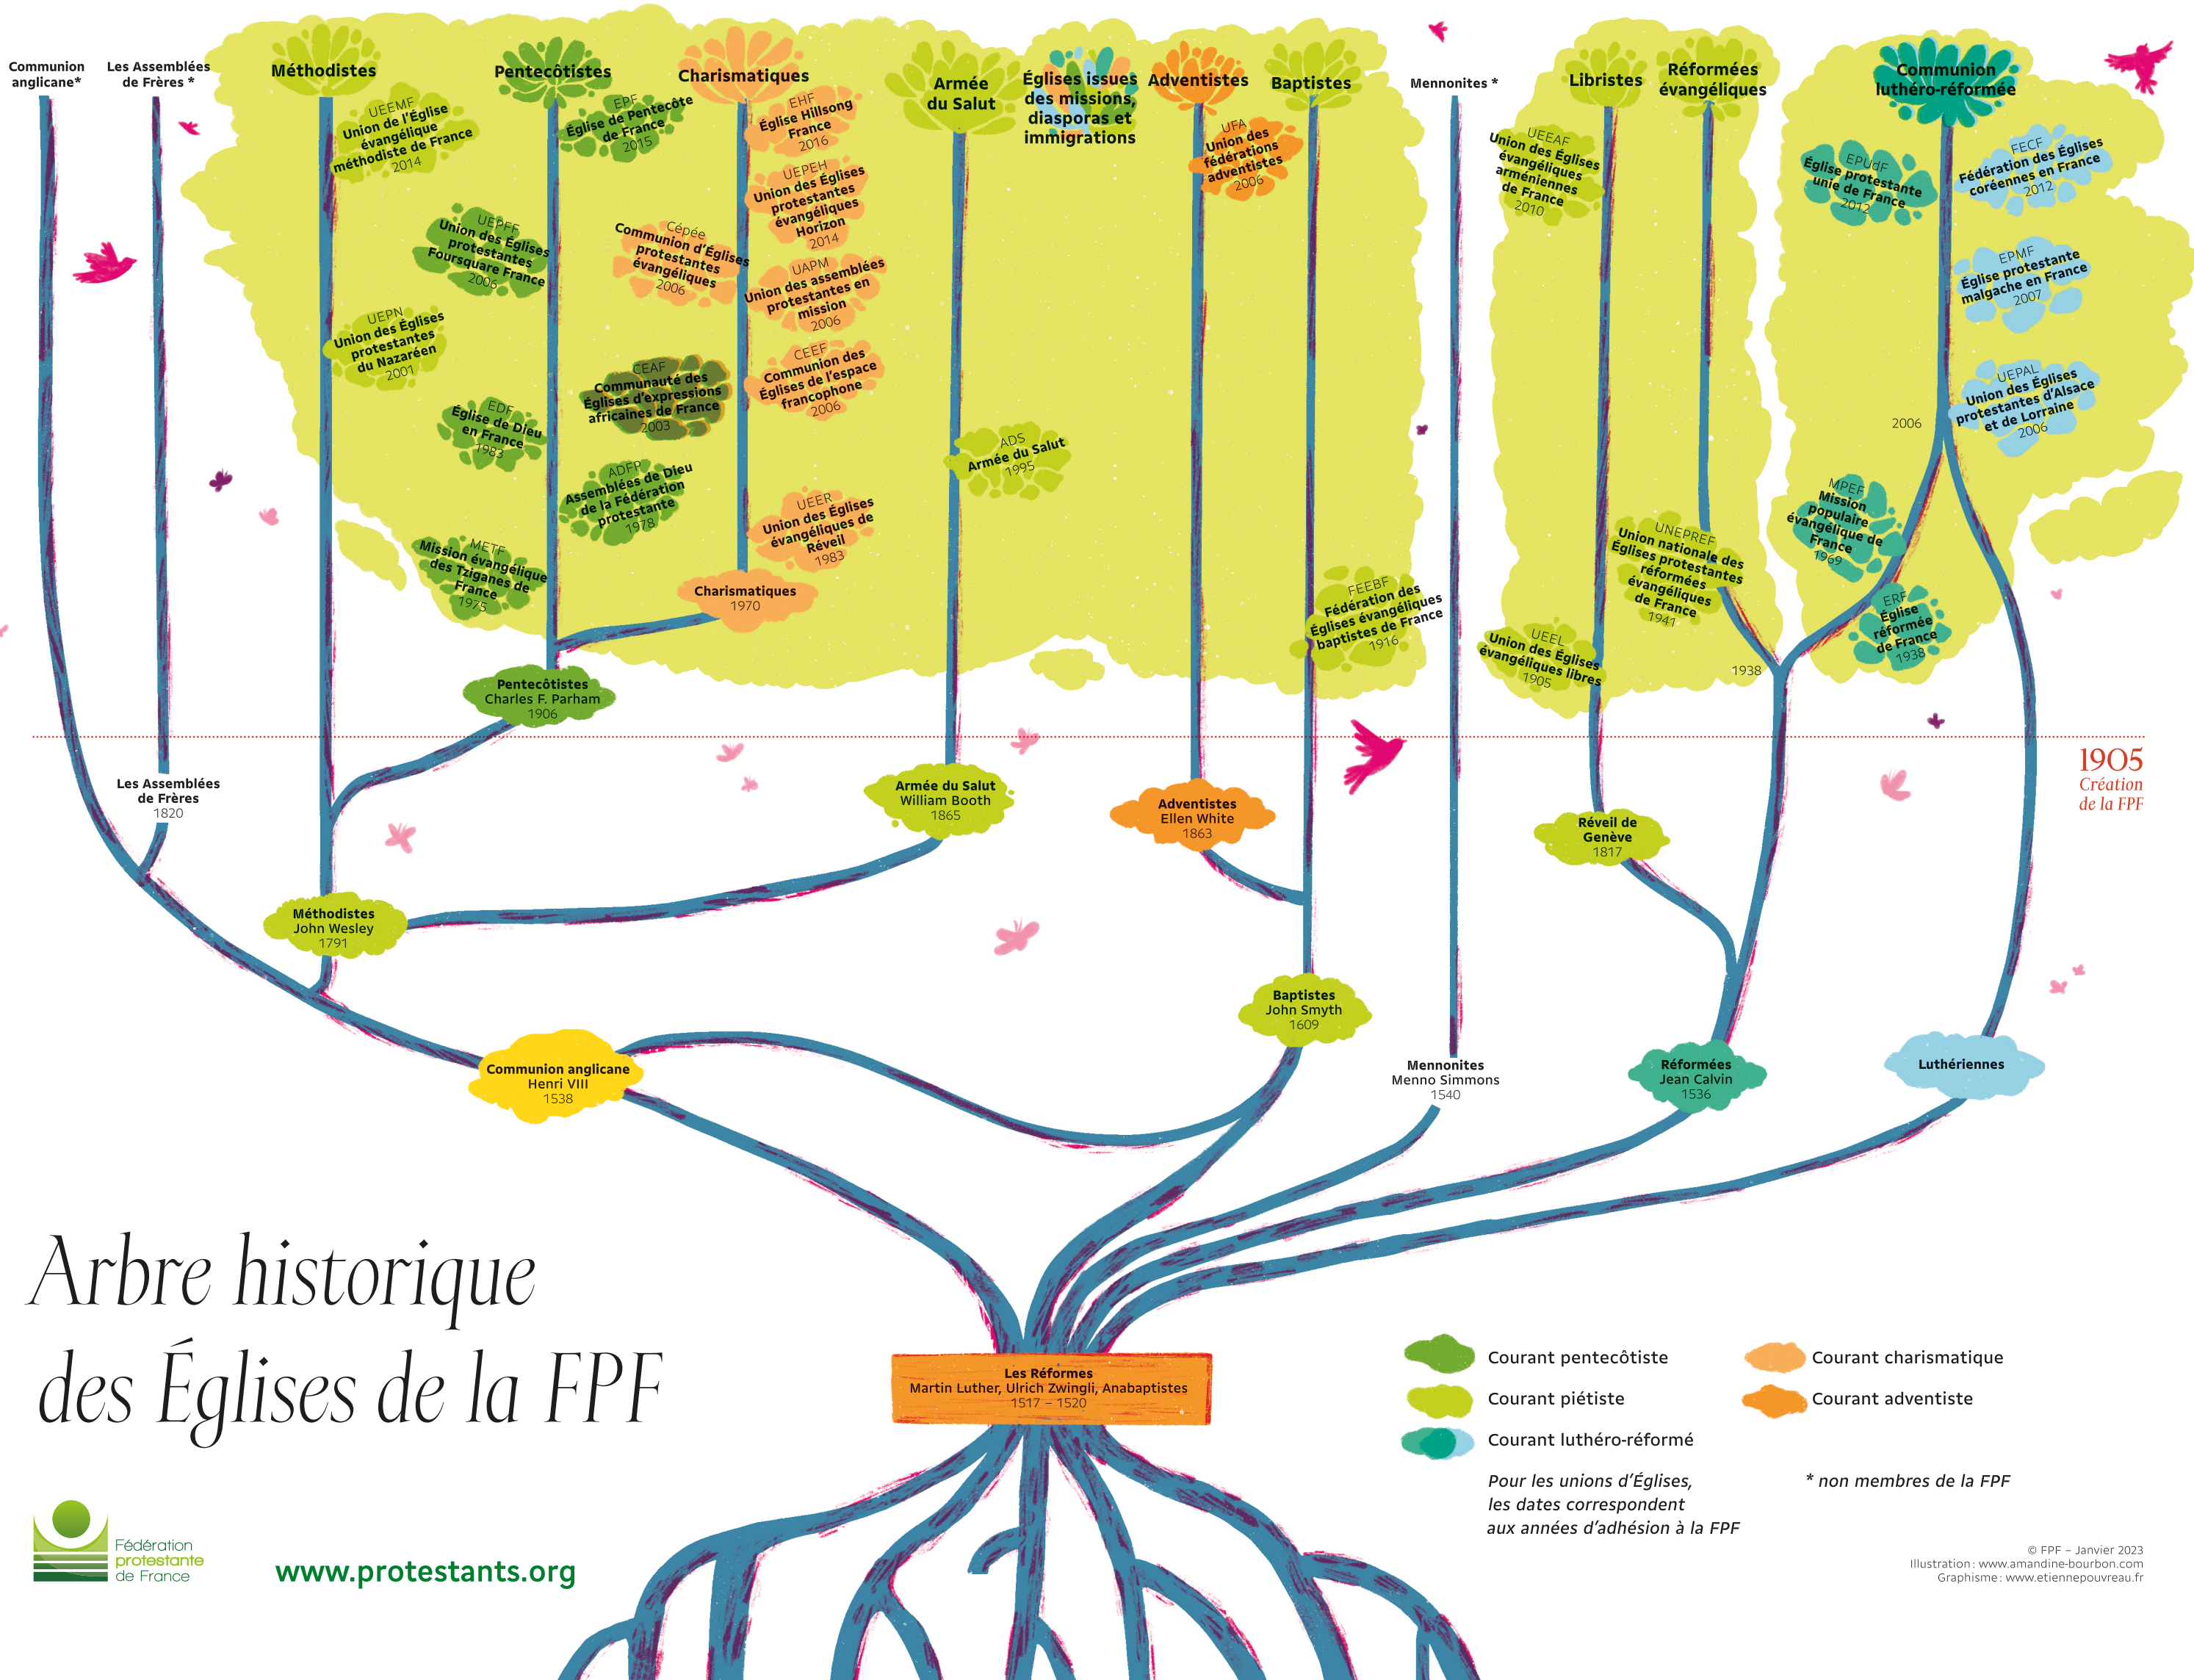 Communion
anglicane*
Les Assemblées
de Frères *
Méthodistes
Pentecôtistes
Charismatiques
Armée
du Salut
Églises issues
des missions,
diasporas et
immigrations
Adventistes
Baptistes
Mennonites *
Libristes
Réformées
évangéliques
Communion
luthéro-réformée
UEEMF
Union de l'Église
évangélique
méthodiste de France
2014
UEPN
Union des Églises
protestantes
du Nazaréen
2001
EPF
Église de Pentecôte
de France
2015
UEPFF
Union des Églises
protestantes
Foursquare France
2006
EDF
Église de Dieu
en France
1983
CEAF
Communauté des
Églises d'expressions
africaines de France
2003
ADFP
Assemblées de Dieu
de la Fédération
protestante
1978
METF
Mission évangélique
des Tziganes de
France
1975
EHF
Église Hillsong
France
2016
UEPEH
Union des Églises
protestantes
évangéliques
Horizon
2014
Cépée
Communion d'Églises
protestantes
évangéliques
2006
UAPM
Union des assemblées
protestantes en
mission
2006
CEEF
Communion des
Églises de l'espace
francophone
2006
UEER
Union des Églises
évangéliques de
Réveil
1983
Charismatiques
1970
Pentecôtistes
Charles F. Parham
1906
ADS
Armée du Salut
1995
UFA
Union des
fédérations
adventistes
2006
FEEBF
Fédération des
Églises évangéliques
baptistes de France
1916
UEEAF
Union des Églises
évangéliques
arméniennes
de France
2010
UNEPREF
Union nationale des
Églises protestantes
réformées
évangéliques
de France
1941
UEEL
Union des Églises
évangéliques libres
1905
1938
EPUdF
Église protestante
unie de France
2012
FECF
Fédération des Églises
coréennes en France
2012
EPMF
Église protestante
malgache en France
2007
UEPAL
Union des Églises
protestantes d'Alsace
et de Lorraine
2006
2006
MPEF
Mission
populaire
évangélique de
France
1969
ERF
Église
réformée
de France
1938
1905
Création
de la FPF
Les Assemblées
de Frères
1820
Armée du Salut
William Booth
1865
Adventistes
Ellen White
1863
Réveil de
Genève
1817
Méthodistes
John Wesley
1791
Baptistes
John Smyth
1609
Communion anglicane
Henri VIII
1538
Mennonites
Menno Simmons
1540
Réformées
Jean Calvin
1536
Luthériennes
Arbre historique
des Églises de la FPF
Les Réformes
Martin Luther, Ulrich Zwingli, Anabaptistes
1517 – 1520
Courant pentecôtiste
Courant piétiste
Courant luthéro-réformé
Courant charismatique
Courant adventiste
Pour les unions d'Églises,
les dates correspondent
aux années d'adhésion à la FPF
* non membres de la FPF
Fédération
protestante
de France
www.protestants.org
© FPF – Janvier 2023
Illustration : www.amandine-bourbon.com
Graphisme : www.etiennepouvreau.fr